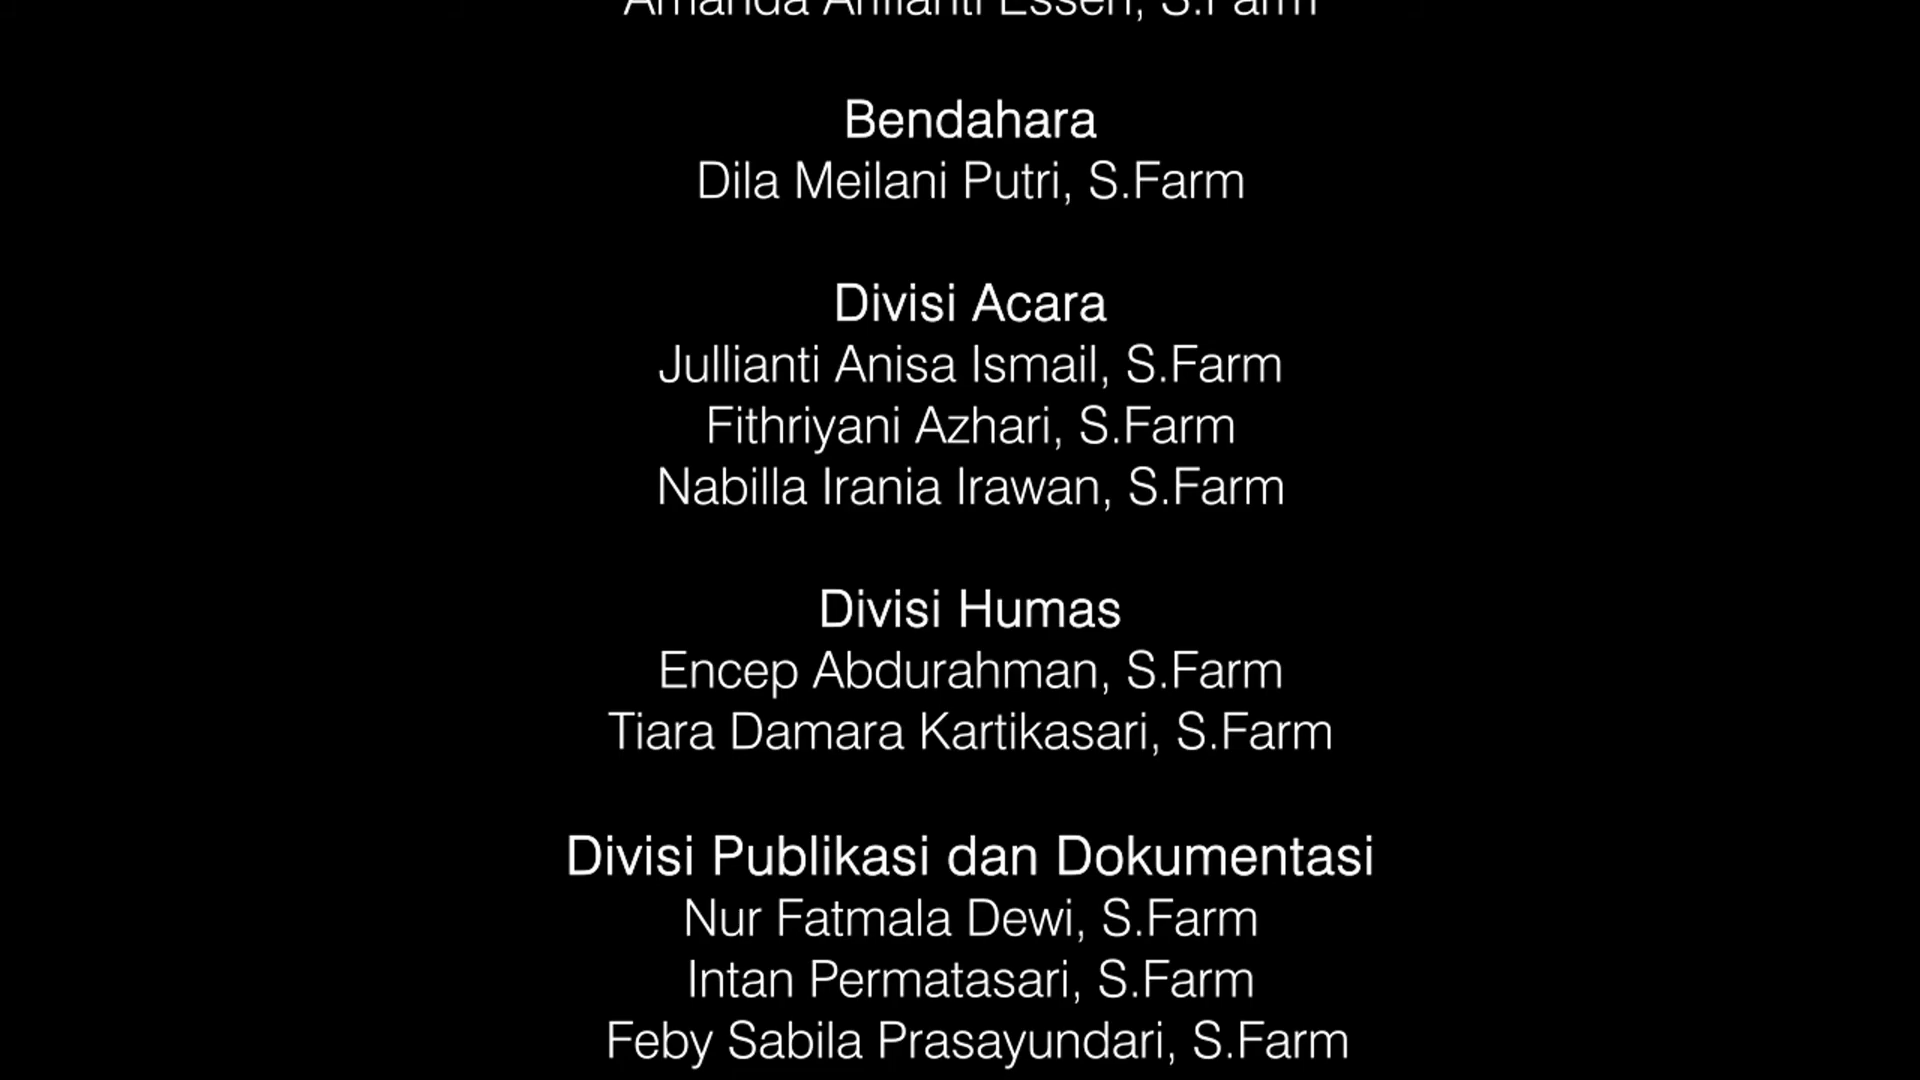 Amanda
Bendahara
Dila Meilani Putri, S.Farm
Divisi Acara
Jullianti Anisa Ismail, S.Farm
Fithriyani Azhari, S.Farm
Nabilla Irania Irawan, S.Farm
Divisi Humas
Encep Abdurahman, S.Farm
Tiara Damara Kartikasari, S.Farm
Divisi Publikasi dan Dokumentasi
Nur Fatmala Dewi, S.Farm
Intan Permatasari, S.Farm
Feby Sabila Prasayundari, S.Farm